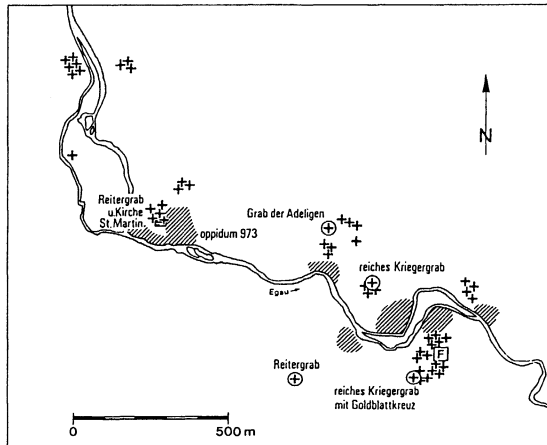 N
Reitergrab
u. Kirche
St. Martin
oppidum 973
Grab der Adeligen
reiches Kriegergrab
Egau
F
Reitergrab
reiches Kriegergrab
mit Goldblattkreuz
0
500 m